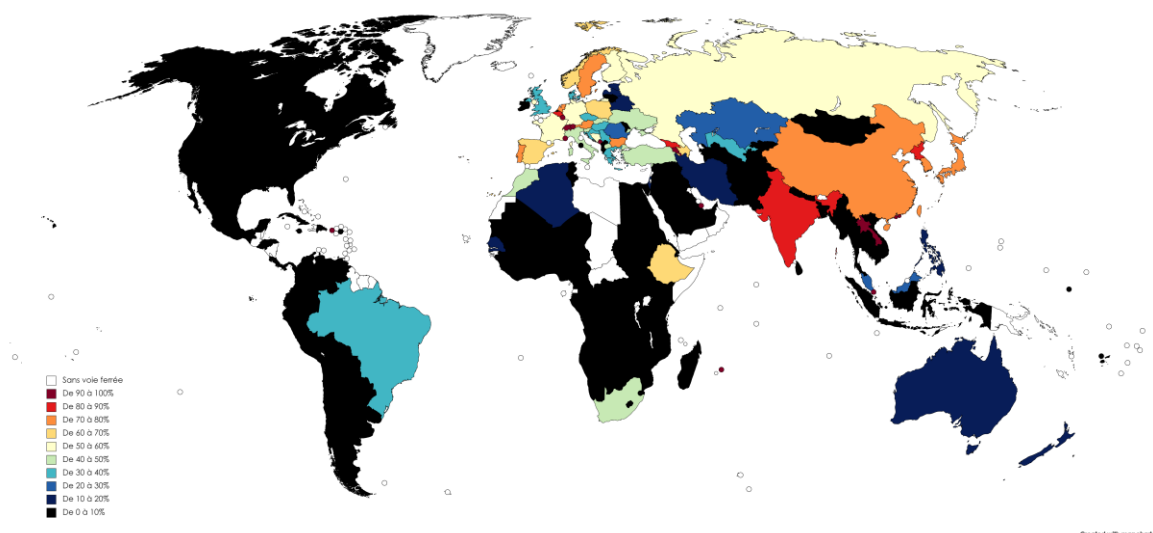 Sans voie ferrée
De 90 à 100%
De 80 à 90%
De 70 à 80%
De 60 à 70%
De 50 à 60%
De 40 à 50%
De 30 à 40%
De 20 à 30%
De 10 à 20%
De 0 à 10%